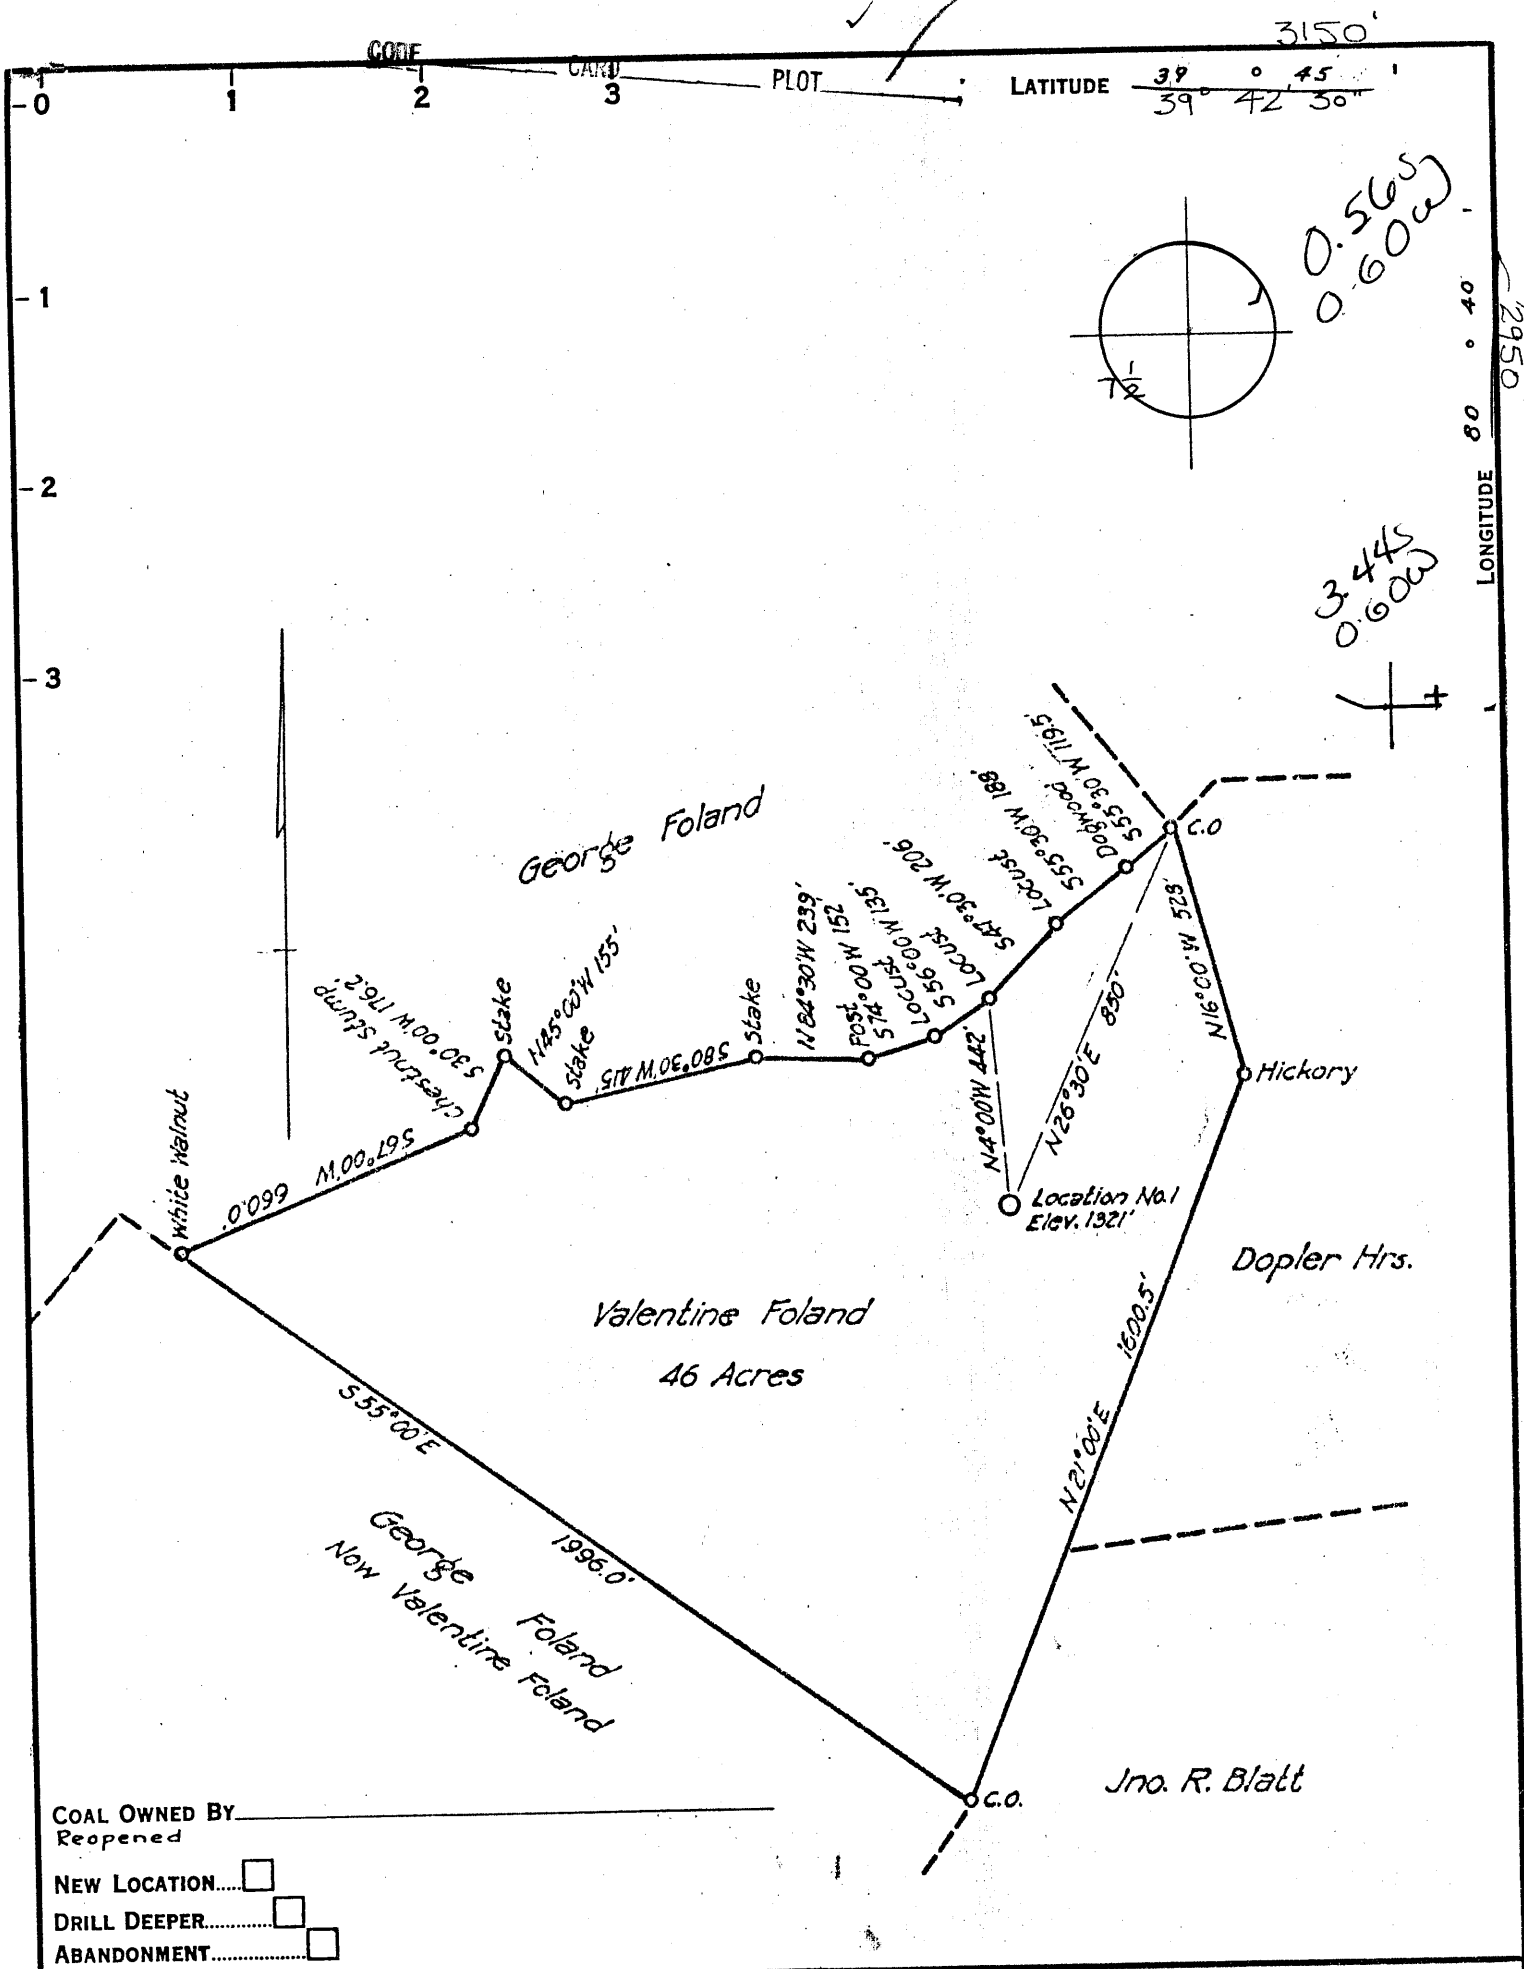 3150'
CODE
CARD
PLOT
LATITUDE 39 ° 45 '
39° 42' 30"
0 1 2 3
0.56S
0.60W
- 1
- 2
- 3
7 1/2
LONGITUDE 80 ° 40
2950
3.44S
0.60W
George Foland
S55°30'W 119.5'
Dogwood
S55°30'W 188'
Locust
S47°30'W 206'
Locust
S56°00'W 135'
Locust
S74°00'W 152
Post
N84°30'W 239'
Stake
S80°30'W 415'
Stake
N45°00'W 155'
Stake
S30°00'W 176.2'
Chestnut Stump
S67°00'W
660.0'
White Walnut
C.O
N16°00'W 528'
Hickory
N4°00'W 442'
N26°30'E 850'
Location No.1
Elev. 1321'
Dopler Hrs.
Valentine Foland
46 Acres
1600.5'
N21°00'E
S55°00'E
1996.0'
George Foland
Now Valentine Foland
Jno. R. Blatt
C.O.
COAL OWNED BY
Reopened
NEW LOCATION.....
DRILL DEEPER............
ABANDONMENT.................